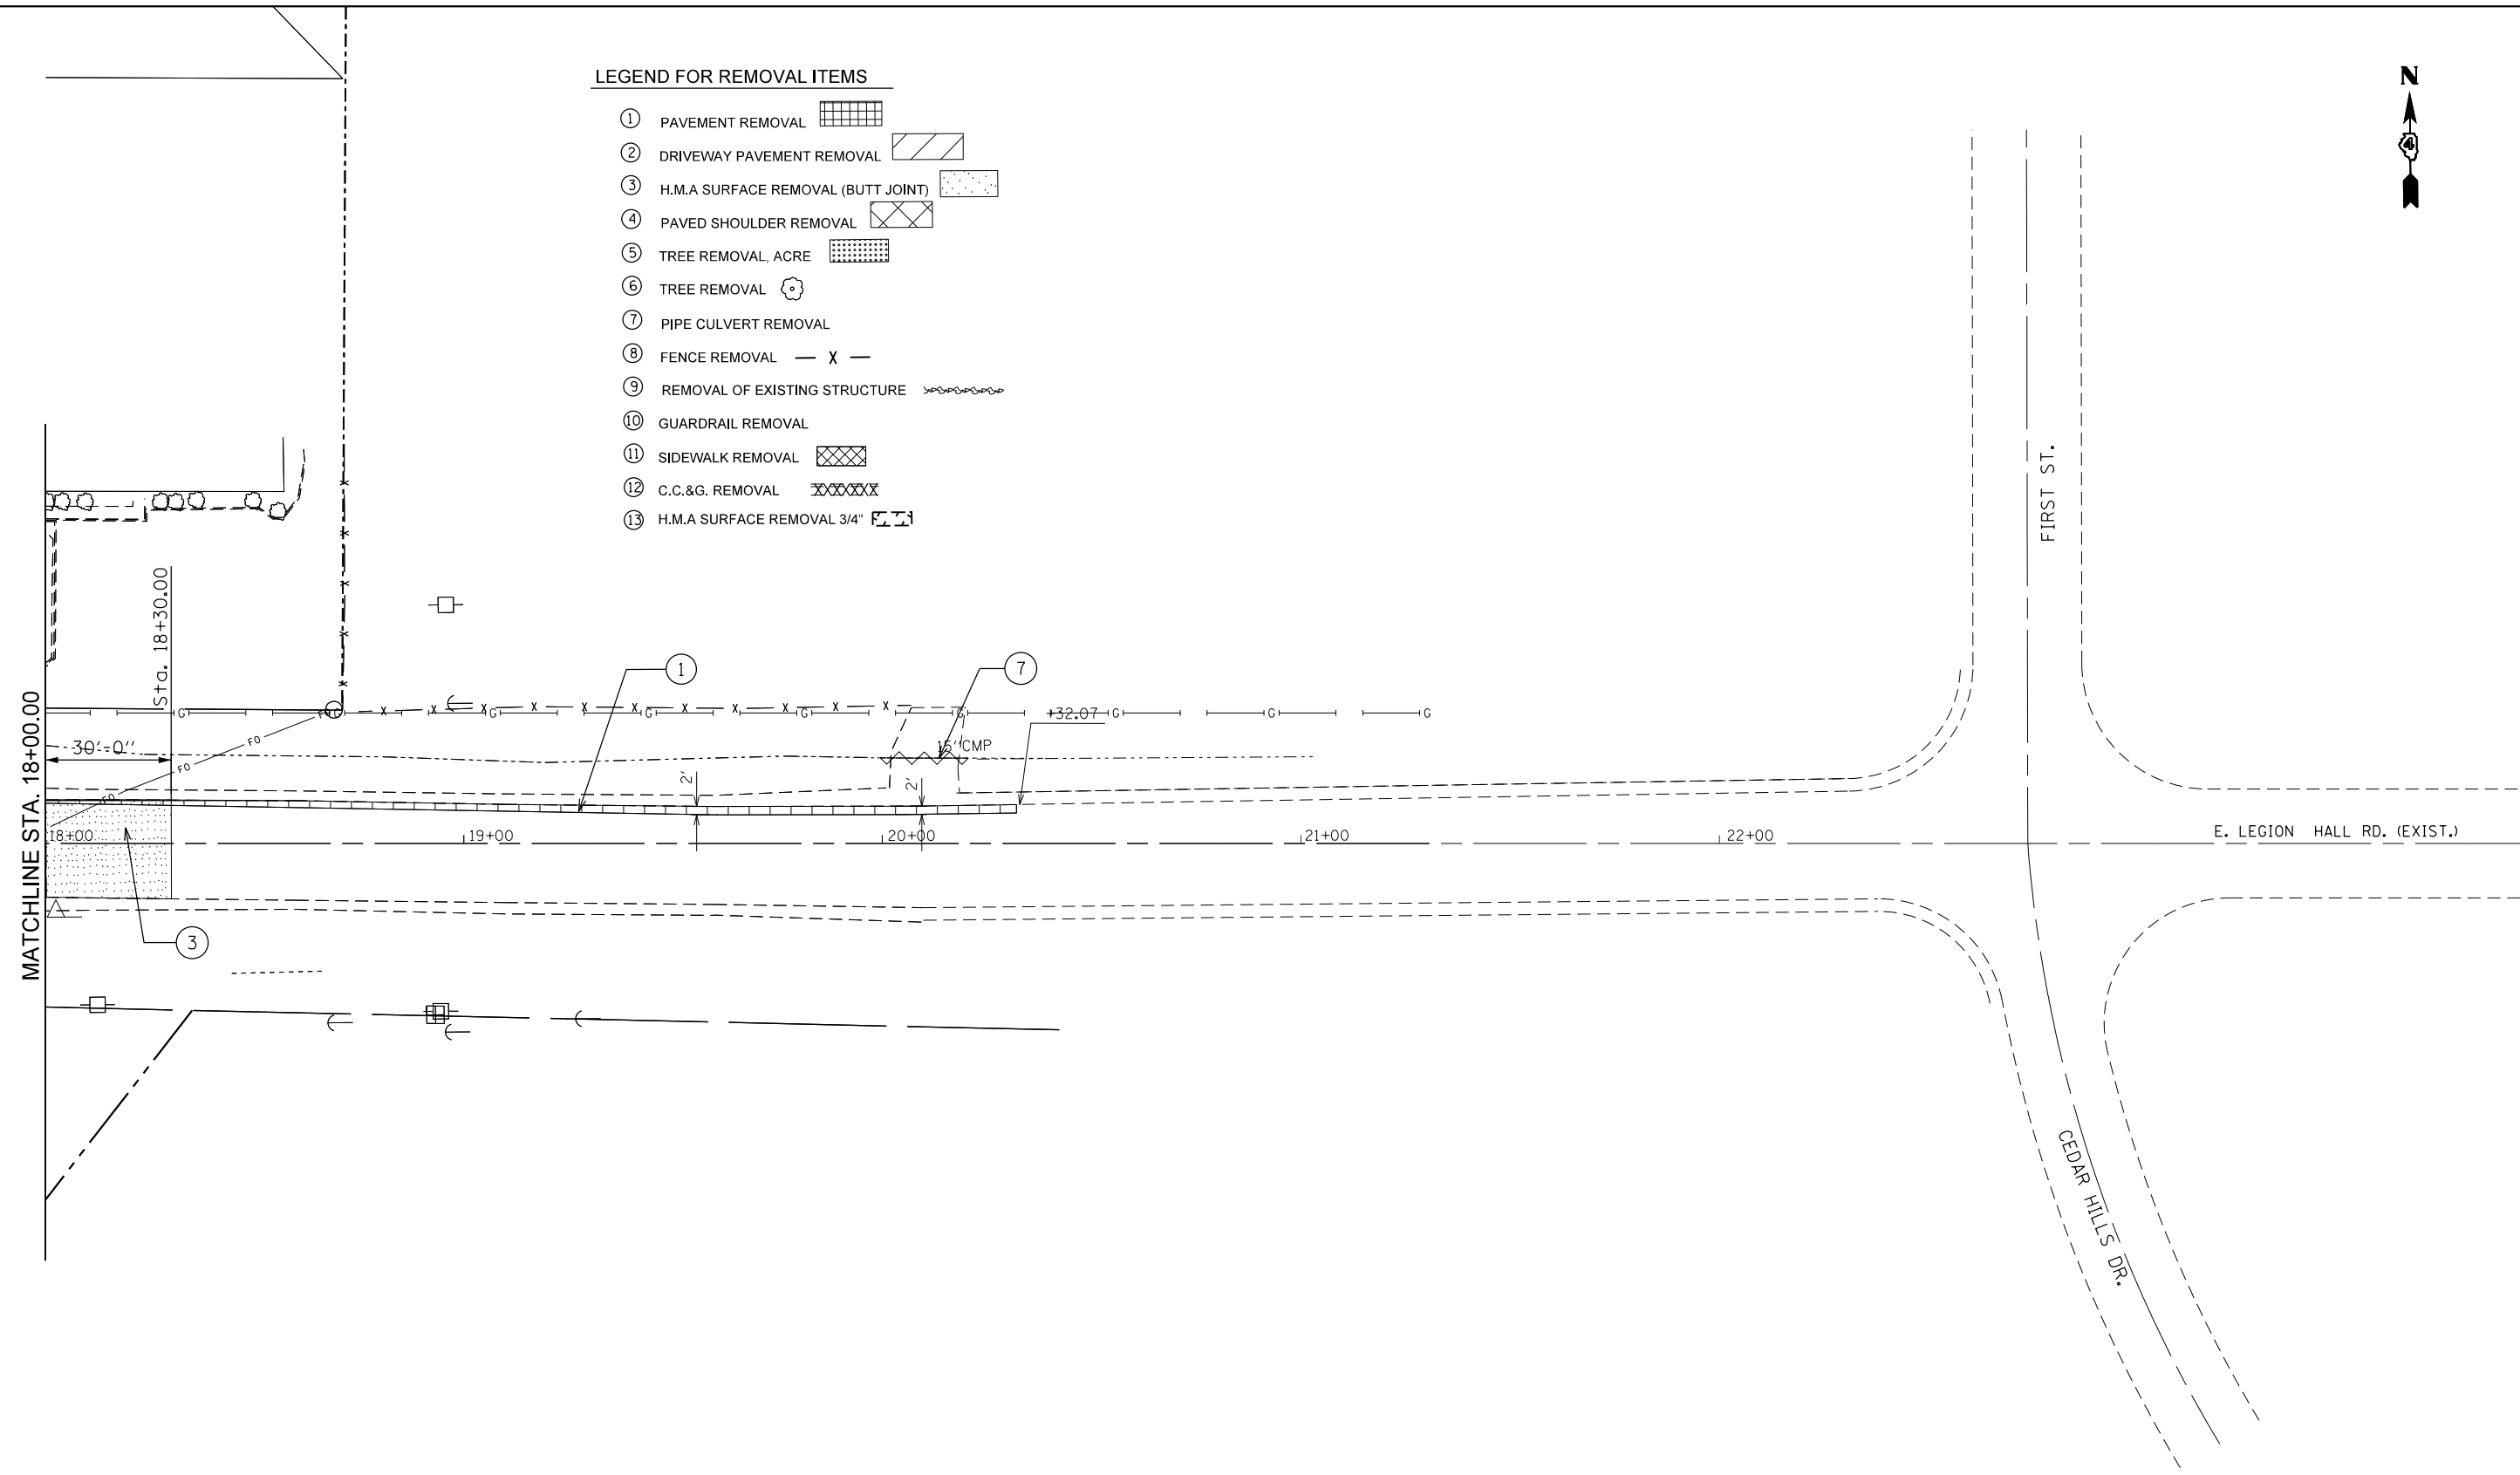 LEGEND FOR REMOVAL ITEMS
1 PAVEMENT REMOVAL
2 DRIVEWAY PAVEMENT REMOVAL
3 H.M.A SURFACE REMOVAL (BUTT JOINT)
4 PAVED SHOULDER REMOVAL
5 TREE REMOVAL, ACRE
6 TREE REMOVAL
7 PIPE CULVERT REMOVAL
8 FENCE REMOVAL X
9 REMOVAL OF EXISTING STRUCTURE
10 GUARDRAIL REMOVAL
11 SIDEWALK REMOVAL
12 C.C.&G. REMOVAL
13 H.M.A SURFACE REMOVAL 3/4"
N
4
FIRST ST.
Sta. 18+30.00
MATCHLINE STA. 18+00.00
1
7
X X X X X
X X X X X X X X X X X
G G G G G G G G
+32.07
30'-0"
FO FO FO
15"CMP
2'
2'
18+00
19+00
20+00
21+00
22+00
E. LEGION HALL RD. (EXIST.)
3
CEDAR HILLS DR.